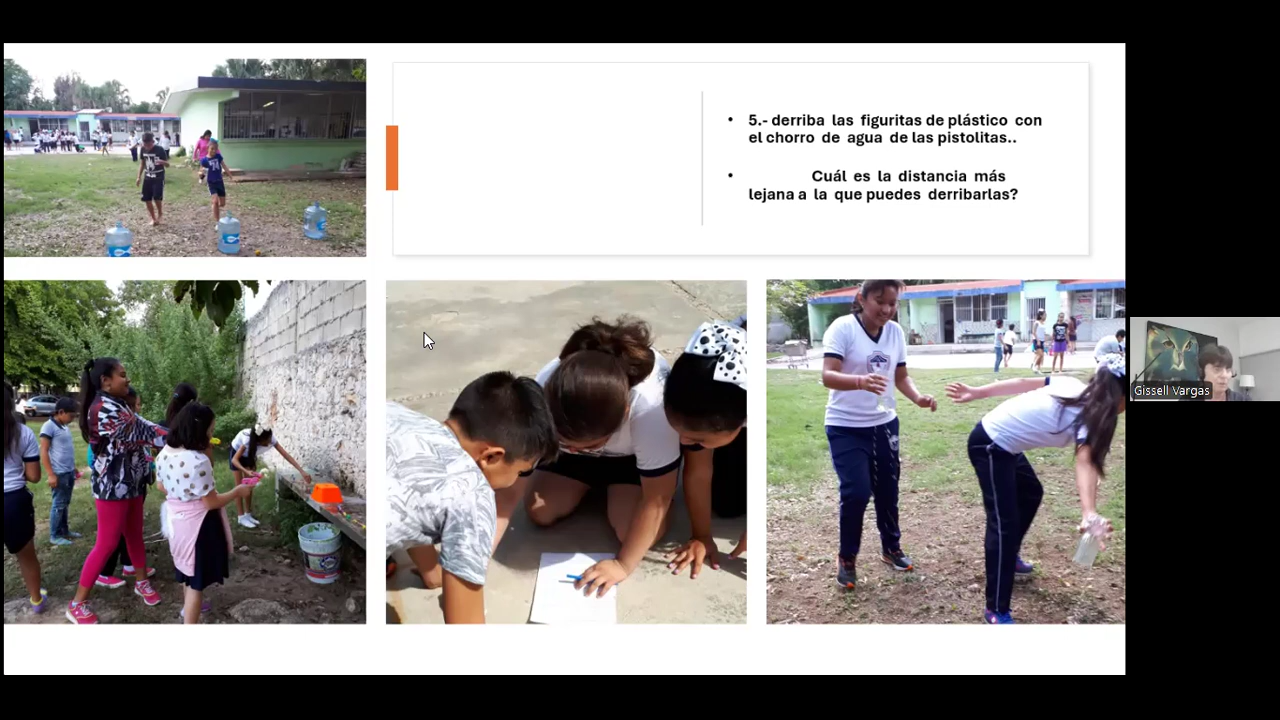 • 5.- derriba las figuritas de plástico con
el chorro de agua de las pistolitas..
• Cuál es la distancia más
lejana a la que puedes derribarlas?
Gissell Vargas